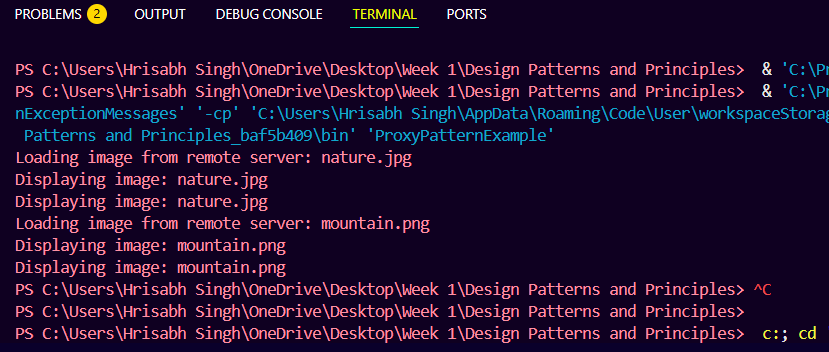 PROBLEMS 2 OUTPUT DEBUG CONSOLE TERMINAL PORTS
PS C:\Users\Hrisabh Singh\OneDrive\Desktop\Week 1\Design Patterns and Principles>  & 'C:\Pr
PS C:\Users\Hrisabh Singh\OneDrive\Desktop\Week 1\Design Patterns and Principles>  & 'C:\Pr
nExceptionMessages' '-cp' 'C:\Users\Hrisabh Singh\AppData\Roaming\Code\User\workspaceStorag
 Patterns and Principles_baf5b409\bin' 'ProxyPatternExample'
Loading image from remote server: nature.jpg
Displaying image: nature.jpg
Displaying image: nature.jpg
Loading image from remote server: mountain.png
Displaying image: mountain.png
Displaying image: mountain.png
PS C:\Users\Hrisabh Singh\OneDrive\Desktop\Week 1\Design Patterns and Principles> ^C
PS C:\Users\Hrisabh Singh\OneDrive\Desktop\Week 1\Design Patterns and Principles>
PS C:\Users\Hrisabh Singh\OneDrive\Desktop\Week 1\Design Patterns and Principles>  c:; cd